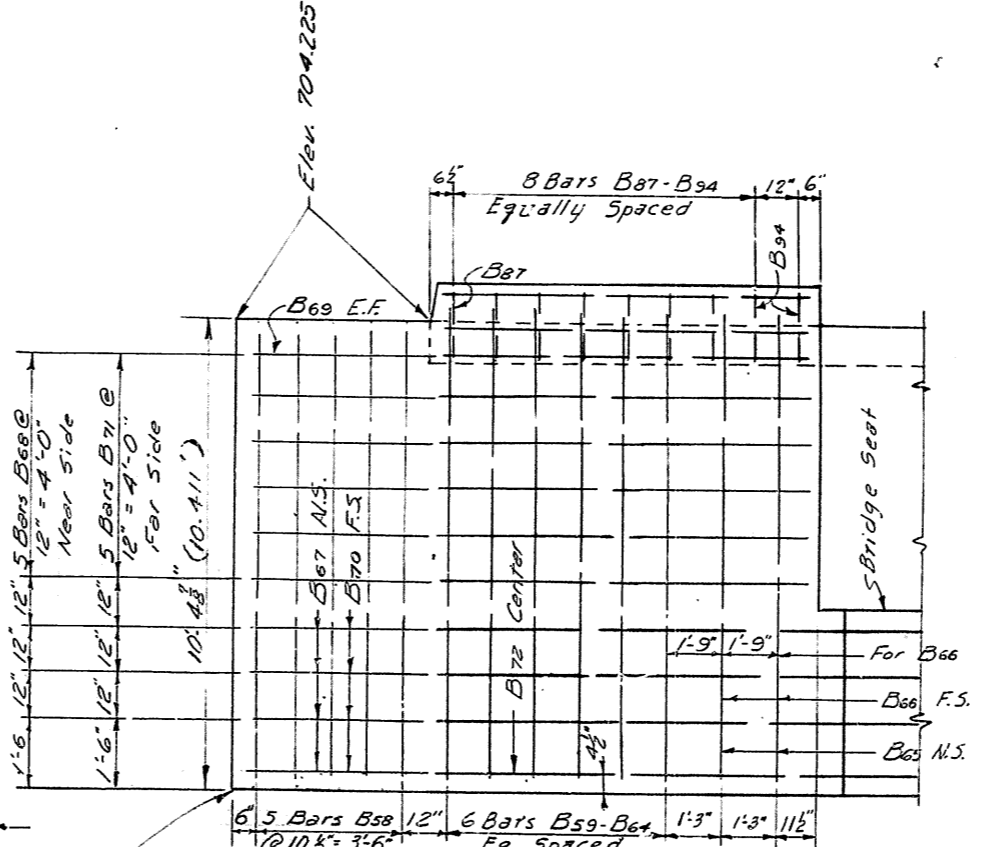 Elev. 704.225
6½" 8 Bars B87-B94 12" 6"
Equally Spaced
B94
B87
B69 E.F.
5 Bars B68 @
12" = 4'-0"
Near Side
5 Bars B71 @
12" = 4'-0"
Far Side
10'-4⅞" (10.411')
B67 N.S.
B70 F.S.
B72 Center
Bridge Seat
12" 12"
12" 12"
12" 12"
1'-6 1'-6"
4½"
1'-9" 1'-9" For B66
B66 F.S.
B65 N.S.
6" 5 Bars B58 12" 6 Bars B59-B64 1'-3" 1'-3" 11½"
@ 10½" = 3'-6" Eq. Spaced